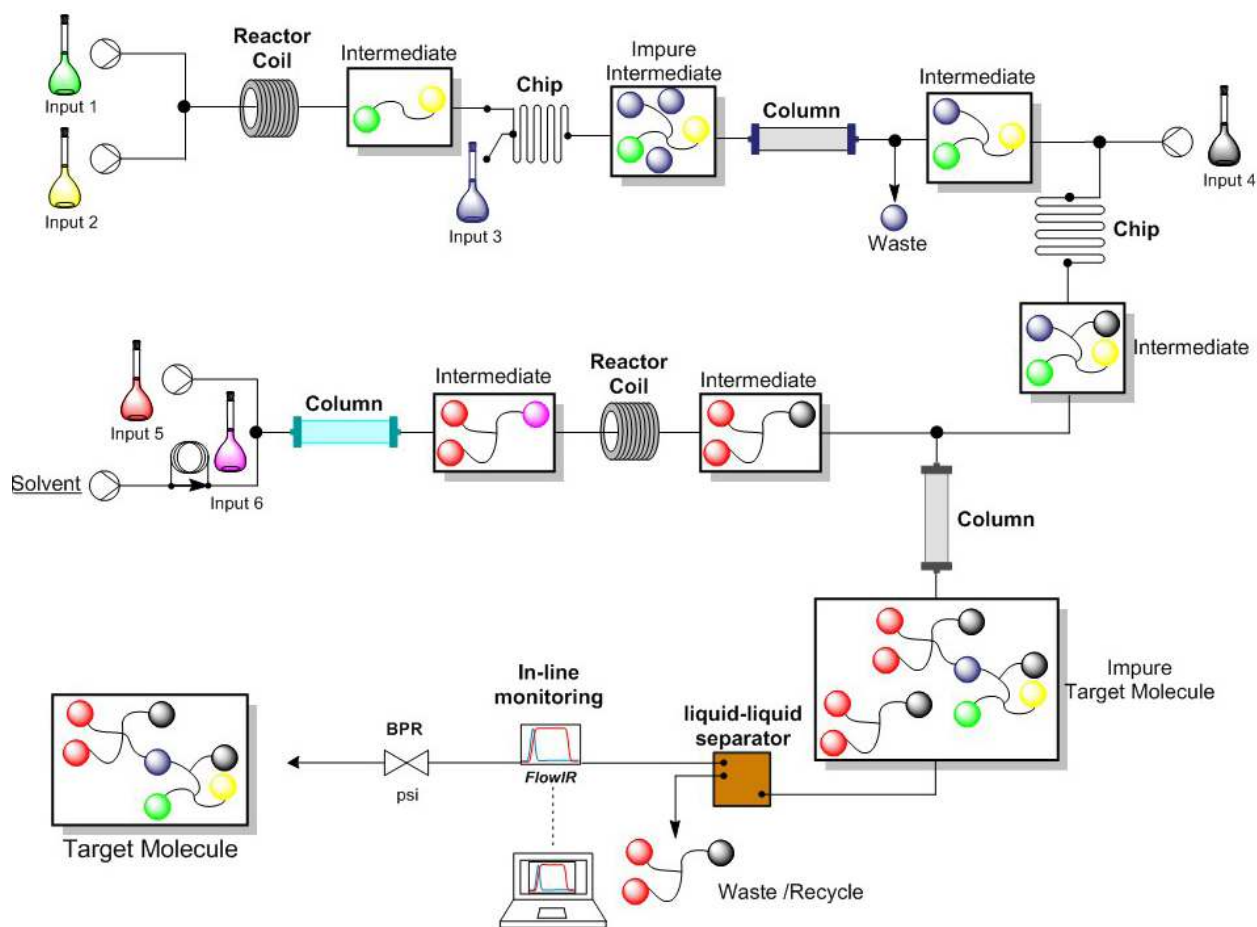 Input 1
Input 2
Reactor
Coil
Intermediate
Chip
Input 3
Impure
Intermediate
Column
Waste
Intermediate
Input 4
Chip
Intermediate
Input 5
Solvent
Input 6
Column
Intermediate
Reactor
Coil
Intermediate
Column
Impure
Target Molecule
liquid-liquid
separator
Waste /Recycle
In-line
monitoring
FlowIR
BPR
psi
Target Molecule